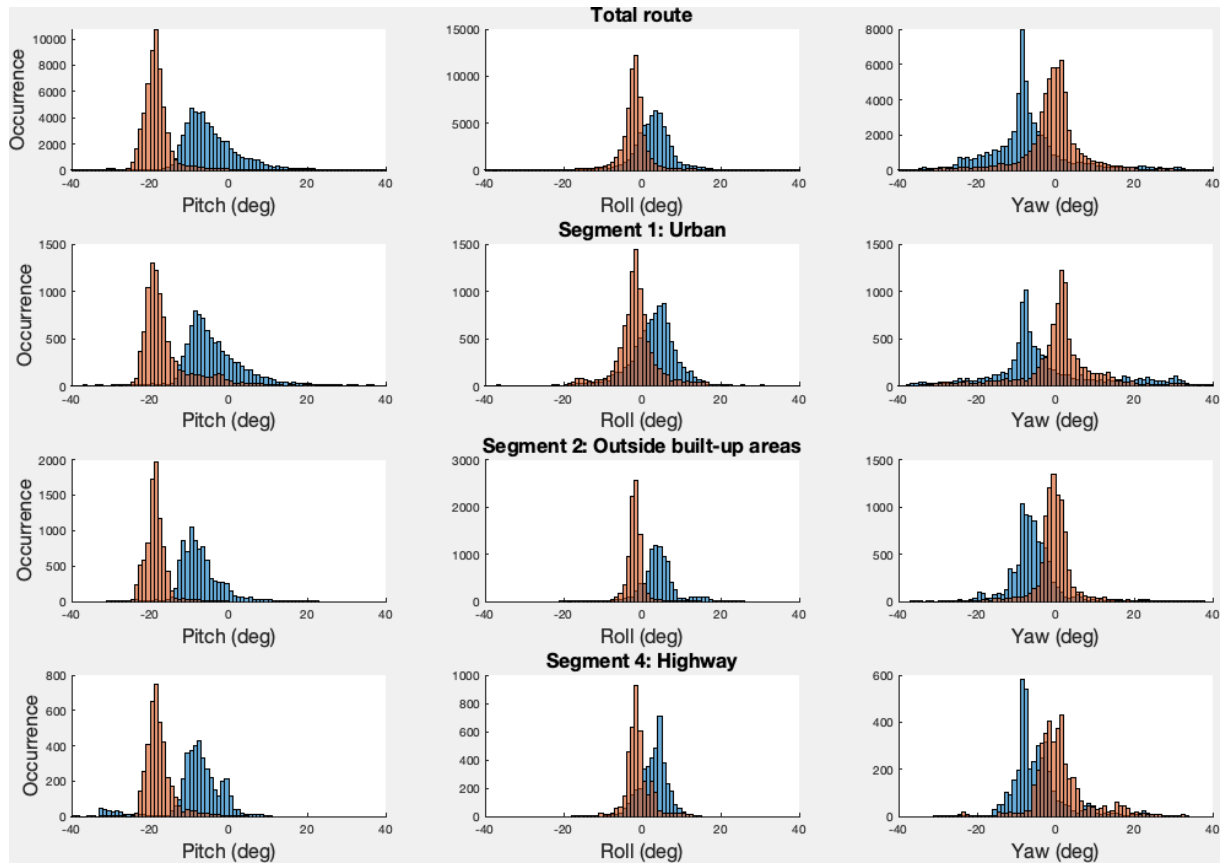 Total route
10000
8000
6000
4000
2000
0
Occurrence
-40 -20 0 20 40
Pitch (deg)
15000
10000
5000
0
-40 -20 0 20 40
Roll (deg)
8000
6000
4000
2000
0
-40 -20 0 20 40
Yaw (deg)
Segment 1: Urban
1500
1000
500
0
Occurrence
-40 -20 0 20 40
Pitch (deg)
1500
1000
500
0
-40 -20 0 20 40
Roll (deg)
1500
1000
500
0
-40 -20 0 20 40
Yaw (deg)
Segment 2: Outside built-up areas
2000
1500
1000
500
0
Occurrence
-40 -20 0 20 40
Pitch (deg)
3000
2000
1000
0
-40 -20 0 20 40
Roll (deg)
1500
1000
500
0
-40 -20 0 20 40
Yaw (deg)
Segment 4: Highway
800
600
400
200
0
Occurrence
-40 -20 0 20 40
Pitch (deg)
1000
800
600
400
200
0
-40 -20 0 20 40
Roll (deg)
600
400
200
0
-40 -20 0 20 40
Yaw (deg)